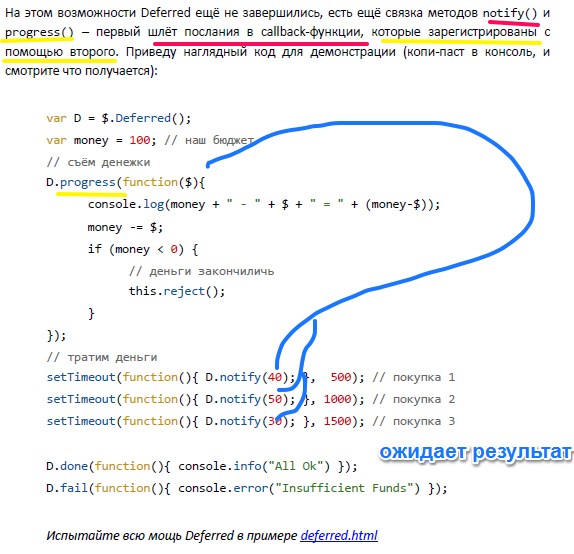 На этом возможности Deferred ещё не завершились, есть ещё связка методов notify() и
progress() – первый шлёт послания в callback-функции, которые зарегистрированы с
помощью второго. Приведу наглядный код для демонстрации (копи-паст в консоль, и
смотрите что получается):
var D = $.Deferred();
var money = 100; // наш бюджет
// съём денежки
D.progress(function($){
console.log(money + " - " + $ + " = " + (money-$));
money -= $;
if (money < 0) {
// деньги закончиличь
this.reject();
}
});
// тратим деньги
setTimeout(function(){ D.notify(40); }, 500); // покупка 1
setTimeout(function(){ D.notify(50); }, 1000); // покупка 2
setTimeout(function(){ D.notify(30); }, 1500); // покупка 3
ожидает результат
D.done(function(){ console.info("All Ok") });
D.fail(function(){ console.error("Insufficient Funds") });
Испытайте всю мощь Deferred в примере deferred.html